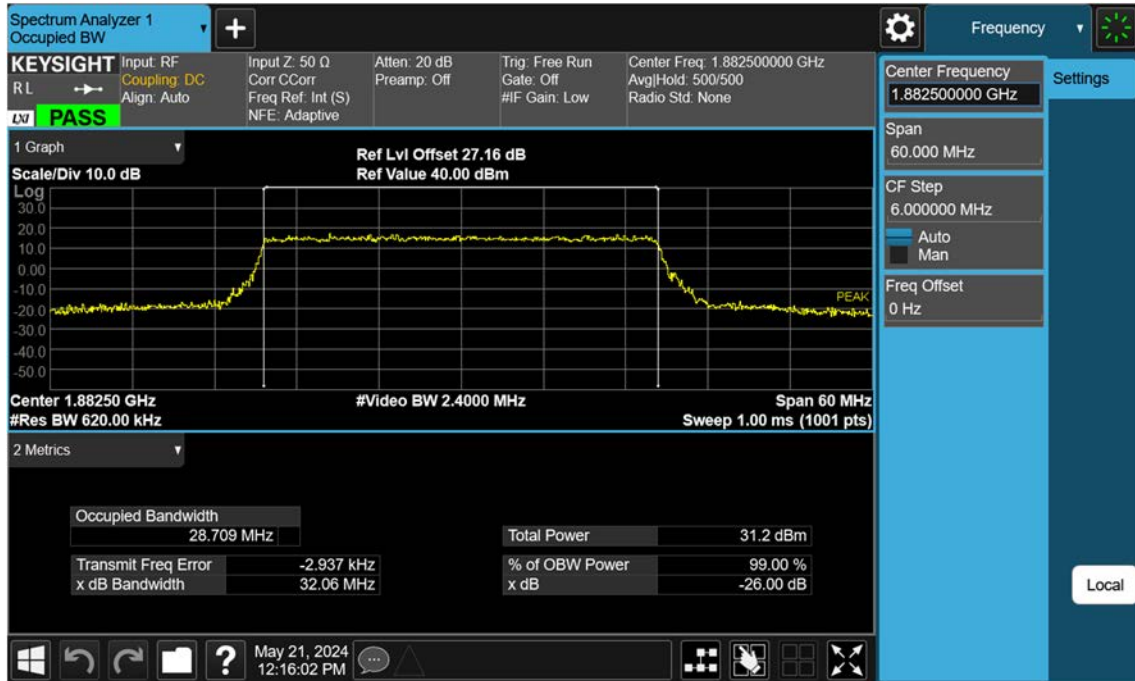 Spectrum Analyzer 1
Occupied BW
Frequency
KEYSIGHT
R L
LXI
PASS
Input: RF
Coupling: DC
Align: Auto
Input Z: 50 Ω
Corr CCorr
Freq Ref: Int (S)
NFE: Adaptive
Atten: 20 dB
Preamp: Off
Trig: Free Run
Gate: Off
#IF Gain: Low
Center Freq: 1.882500000 GHz
Avg|Hold: 500/500
Radio Std: None
Center Frequency
1.882500000 GHz
Settings
Span
60.000 MHz
CF Step
6.000000 MHz
Auto
Man
Freq Offset
0 Hz
Local
1 Graph
Scale/Div 10.0 dB
Ref Lvl Offset 27.16 dB
Ref Value 40.00 dBm
Log
30.0
20.0
10.0
0.00
-10.0
-20.0
-30.0
-40.0
-50.0
PEAK
Center 1.88250 GHz
#Video BW 2.4000 MHz
Span 60 MHz
#Res BW 620.00 kHz
Sweep 1.00 ms (1001 pts)
2 Metrics
Occupied Bandwidth
28.709 MHz
Total Power 31.2 dBm
Transmit Freq Error -2.937 kHz
% of OBW Power 99.00 %
x dB Bandwidth 32.06 MHz
x dB -26.00 dB
?
May 21, 2024
12:16:02 PM